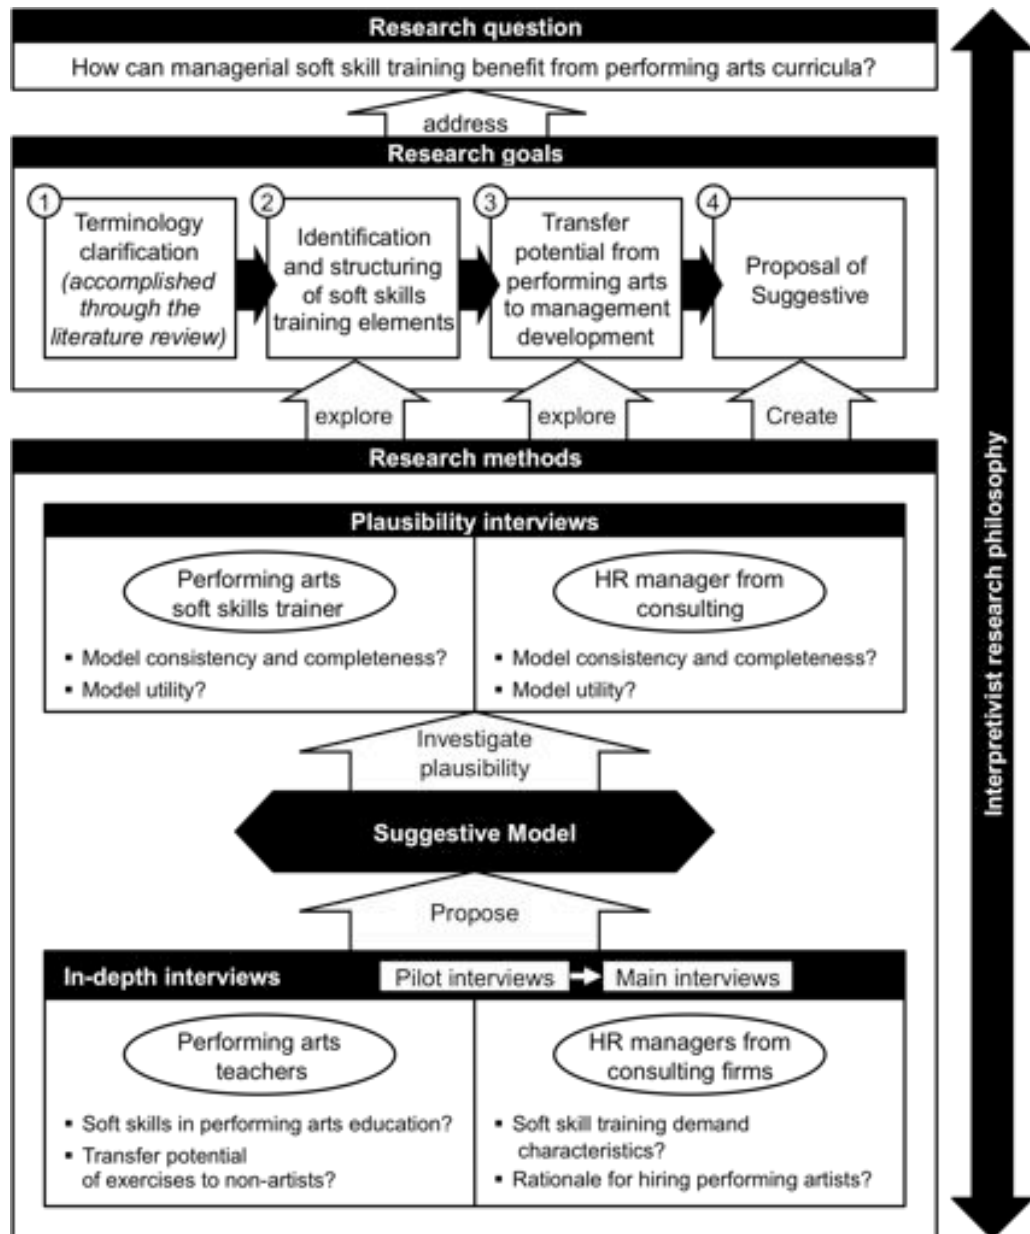 Research question
How can managerial soft skill training benefit from performing arts curricula?
address
Research goals
1
Terminology
clarification
(accomplished
through the
literature review)
2
Identification
and structuring
of soft skills
training elements
3
Transfer
potential from
performing arts
to management
development
4
Proposal of
Suggestive
explore
explore
Create
Research methods
Plausibility interviews
Performing arts
soft skills trainer
▪ Model consistency and completeness?
▪ Model utility?
HR manager from
consulting
▪ Model consistency and completeness?
▪ Model utility?
Investigate
plausibility
Suggestive Model
Propose
In-depth interviews
Pilot interviews
Main interviews
Performing arts
teachers
▪ Soft skills in performing arts education?
▪ Transfer potential
of exercises to non-artists?
HR managers from
consulting firms
▪ Soft skill training demand
characteristics?
▪ Rationale for hiring performing artists?
Interpretivist research philosophy